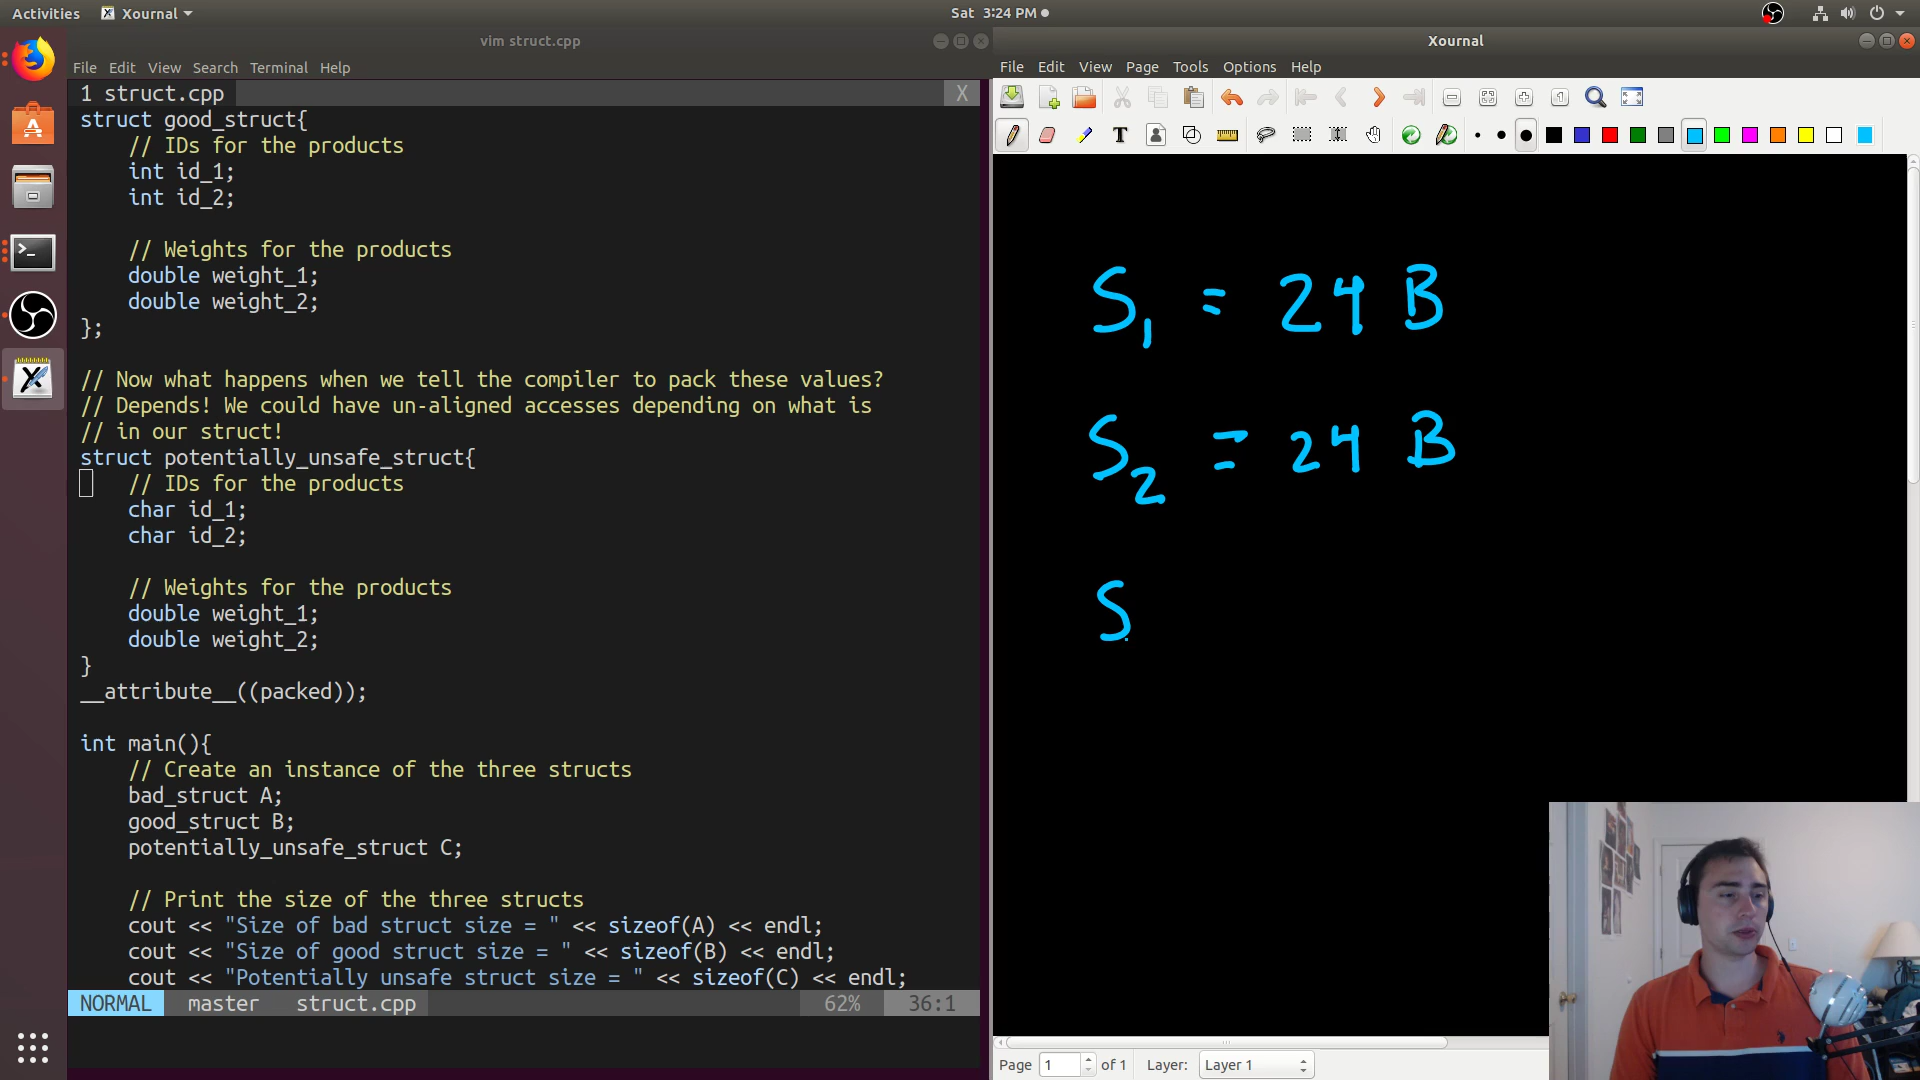 Activities Xournal Sat 3:24 PM
vim struct.cpp
File Edit View Search Terminal Help
1 struct.cpp X
struct good_struct{
    // IDs for the products
    int id_1;
    int id_2;
    // Weights for the products
    double weight_1;
    double weight_2;
};
// Now what happens when we tell the compiler to pack these values?
// Depends! We could have un-aligned accesses depending on what is
// in our struct!
struct potentially_unsafe_struct{
    // IDs for the products
    char id_1;
    char id_2;
    // Weights for the products
    double weight_1;
    double weight_2;
}
__attribute__((packed));
int main(){
    // Create an instance of the three structs
    bad_struct A;
    good_struct B;
    potentially_unsafe_struct C;
    // Print the size of the three structs
    cout << "Size of bad struct size = " << sizeof(A) << endl;
    cout << "Size of good struct size = " << sizeof(B) << endl;
    cout << "Potentially unsafe struct size = " << sizeof(C) << endl;
NORMAL master struct.cpp 62% 36:1
Xournal
File Edit View Page Tools Options Help
S1 = 24 B
S2 = 24 B
S
Page 1 of 1 Layer: Layer 1